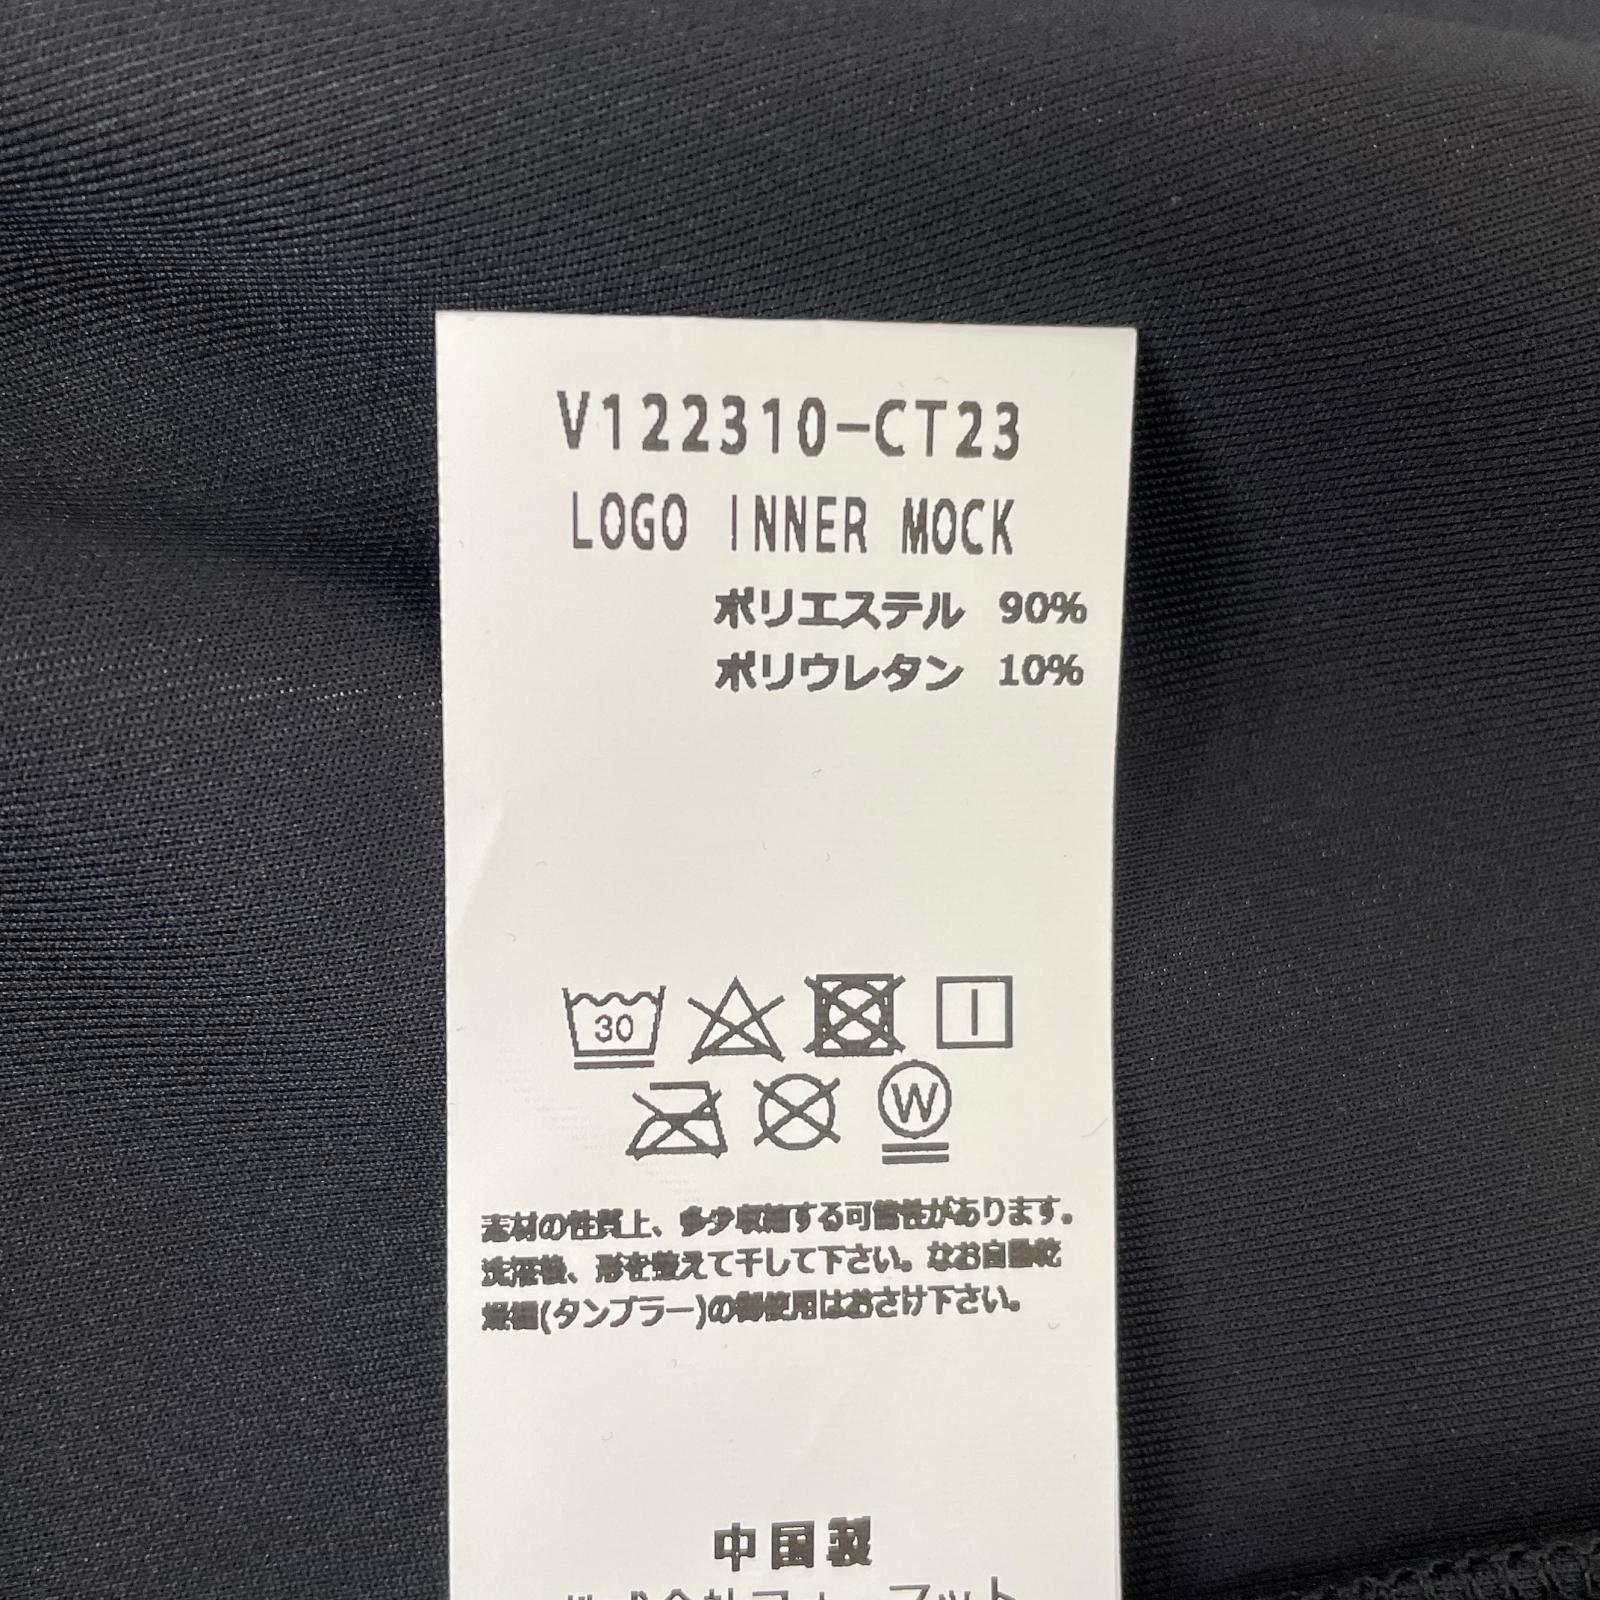 V122310-CT23
LOGO INNER MOCK
ポリエステル 90%
ポリウレタン 10%
30
W
素材の性質上、多少収縮する可能性があります。
洗濯後、形を整えて干して下さい。なお自動乾
燥機(タンブラー)の御使用はおさけ下さい。
中国製